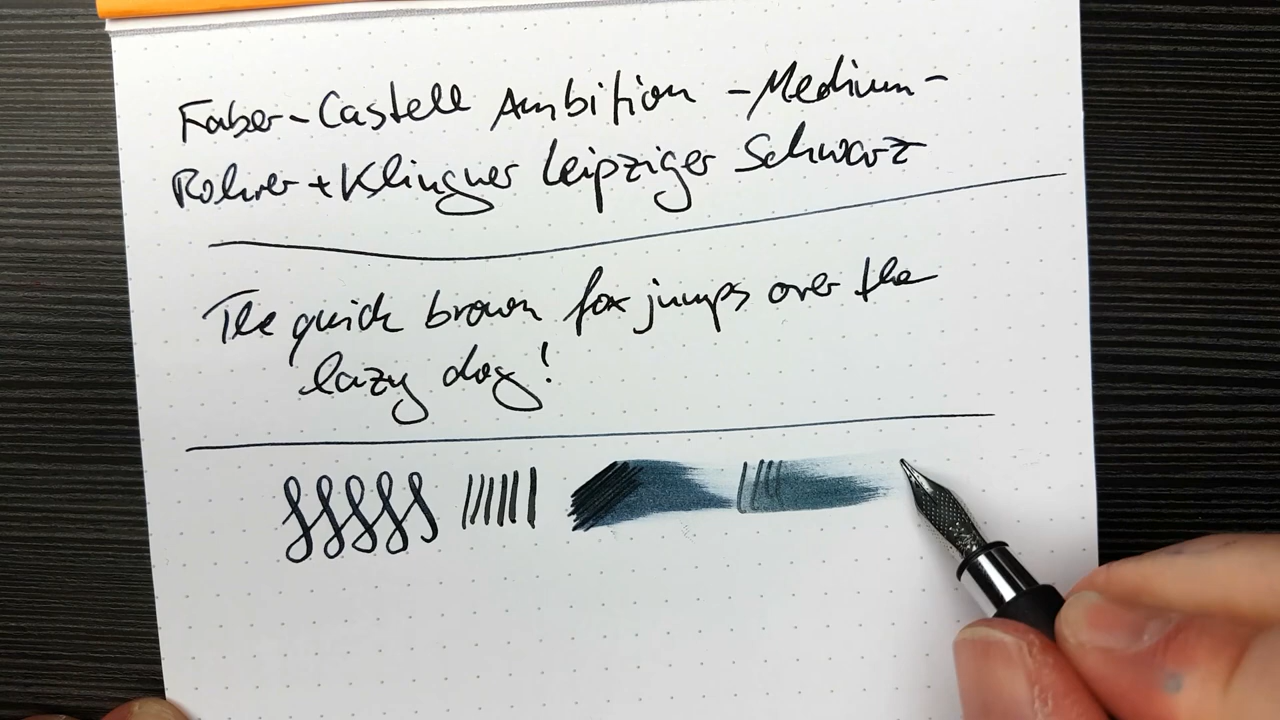 Faber-Castell Ambition -Medium-
Rohrer + Klingner Leipziger Schwarz
The quick brown fox jumps over the
lazy dog!